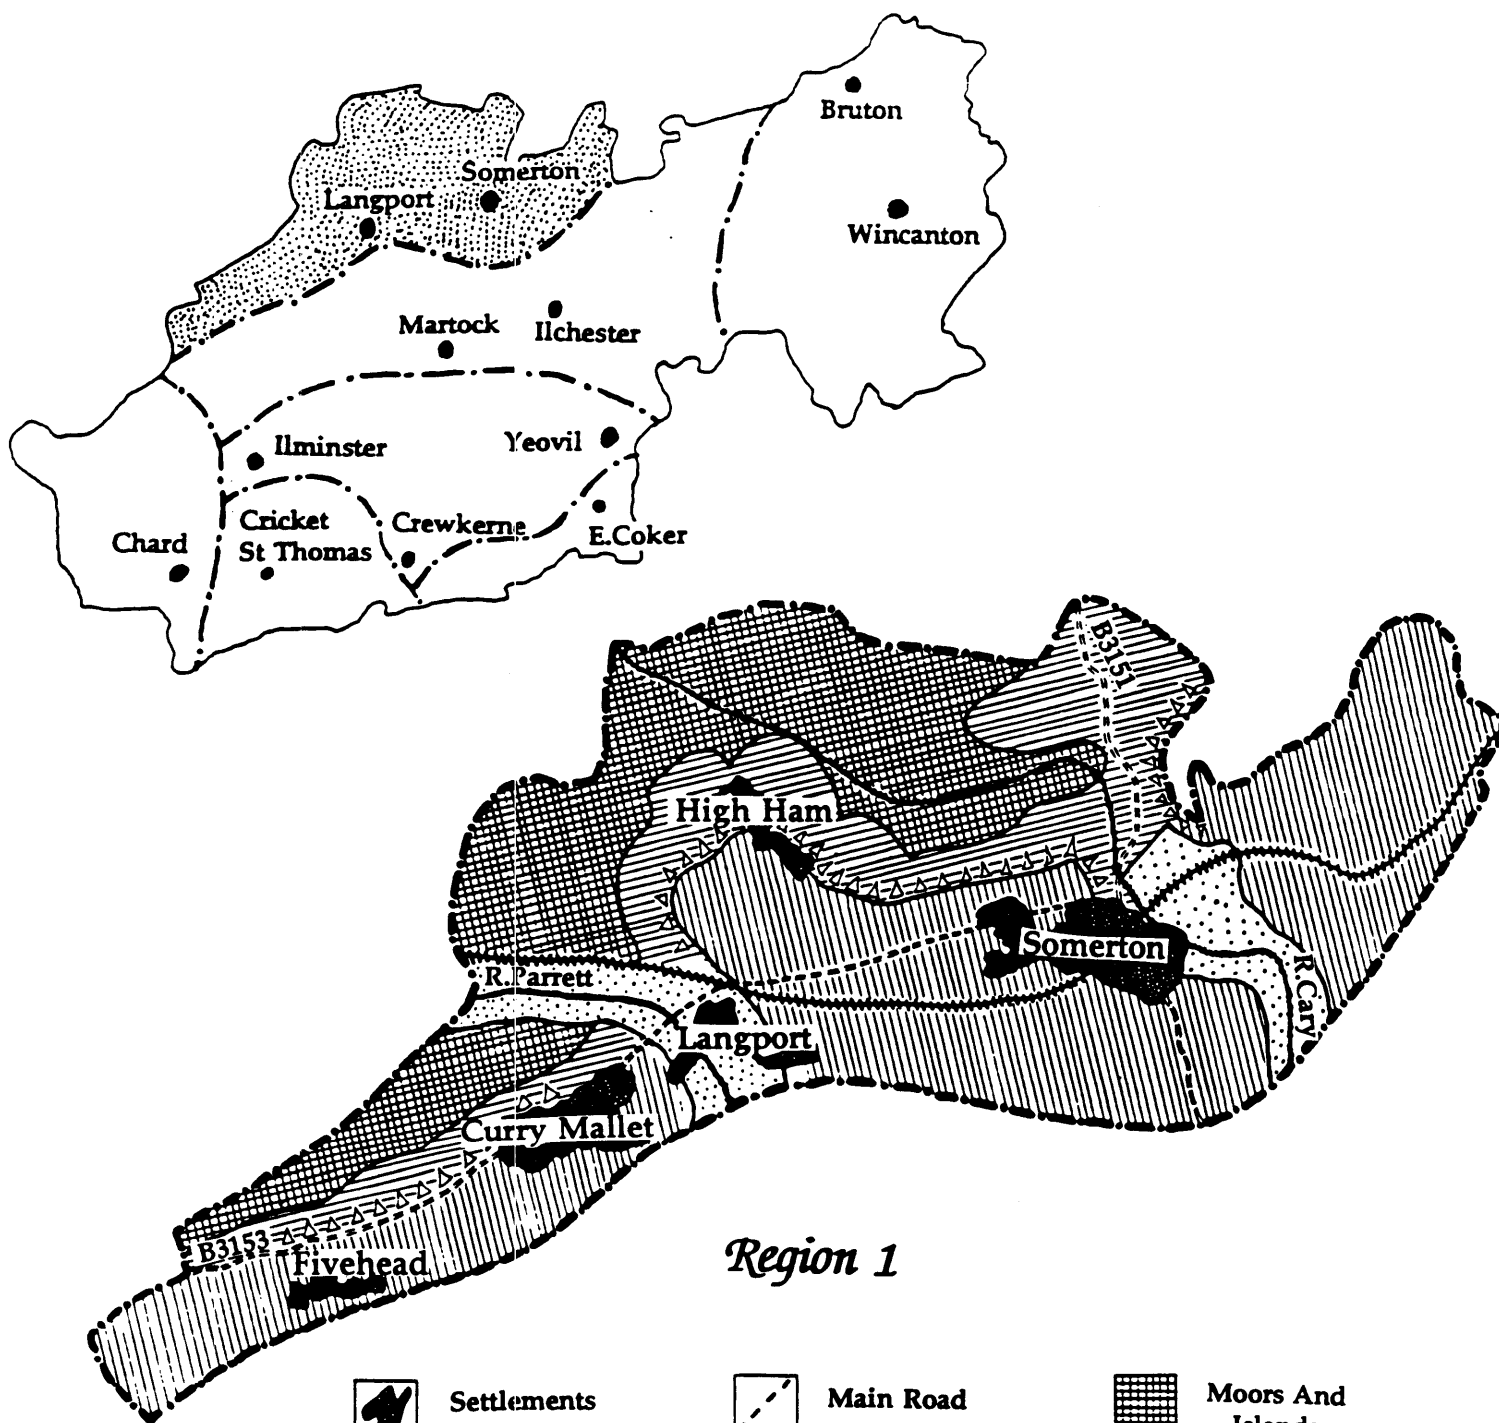 Bruton
Somerton
Langport
Wincanton
Martock
Ilchester
Ilminster
Yeovil
Cricket
St Thomas
Crewkerne
E.Coker
Chard
B3151
High Ham
Somerton
R.Parrett
R Cary
Langport
Curry Mallet
B3153
Fivehead
Region 1
Settlements
Main Road
Moors And
Islands